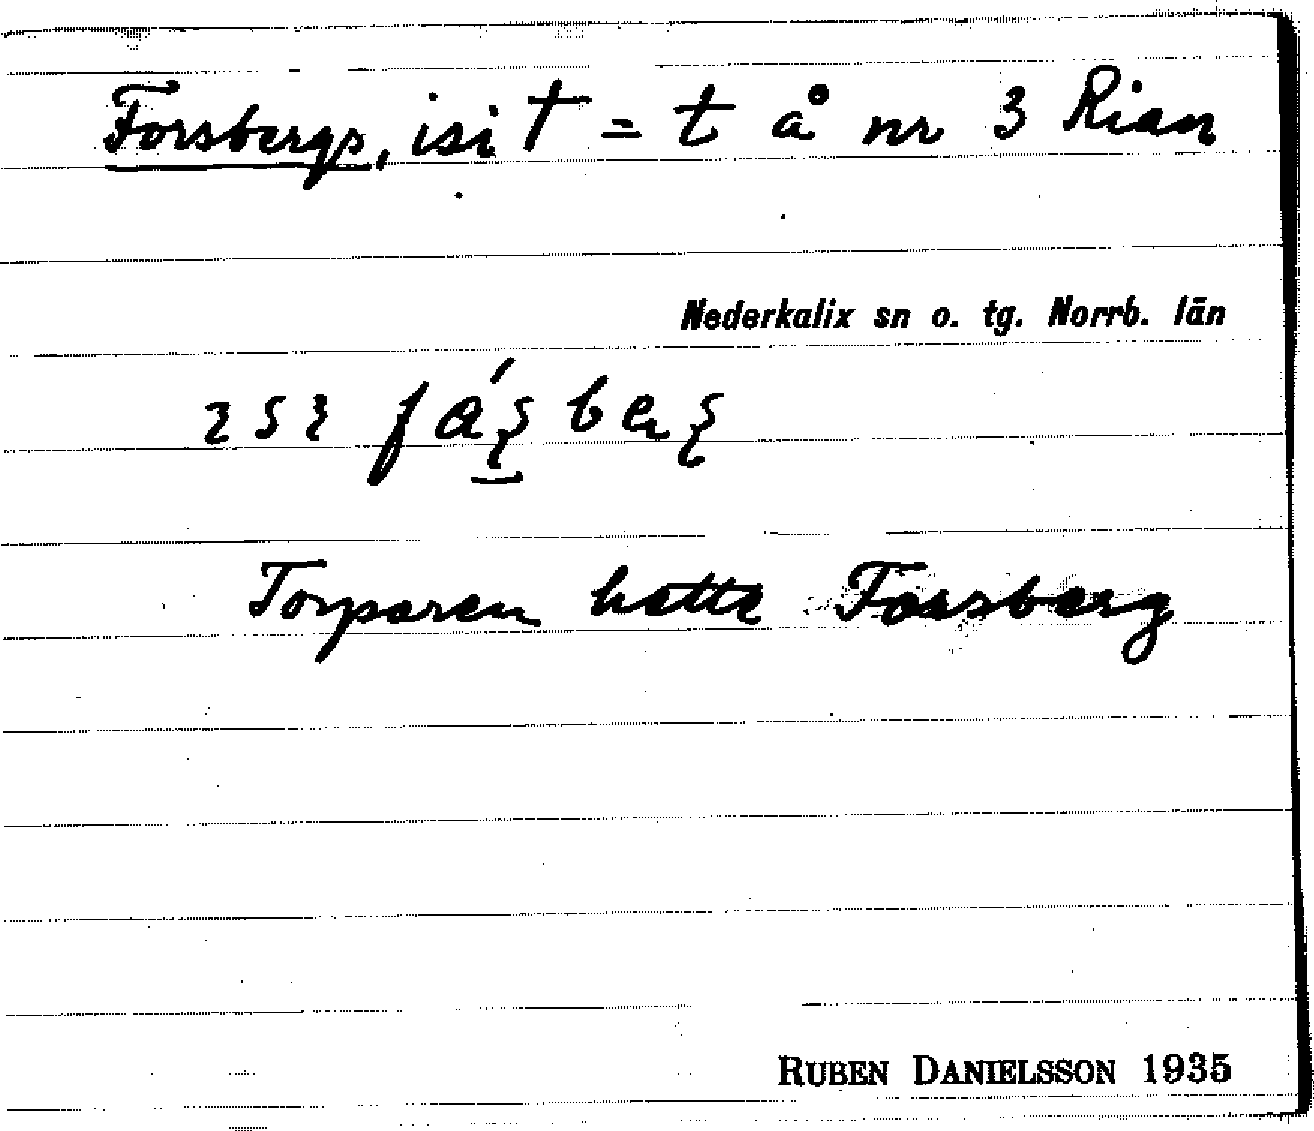 Forsbergs, isi T = t å nr 3 Rian
Nederkalix sn o. tg. Norrb. län
Torparen hette Forsberg
RUBEN DANIELSSON 1935